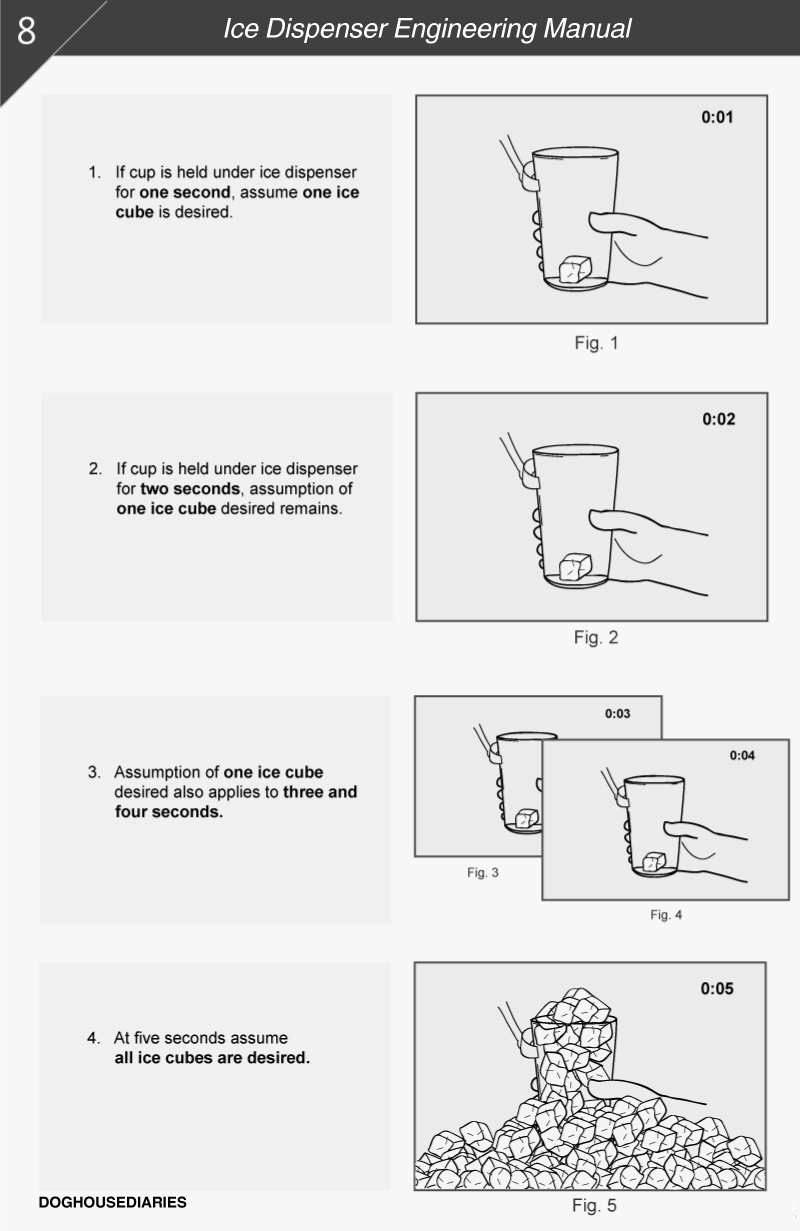 8
Ice Dispenser Engineering Manual
1. If cup is held under ice dispenser
for one second, assume one ice
cube is desired.
0:01
Fig. 1
2. If cup is held under ice dispenser
for two seconds, assumption of
one ice cube desired remains.
0:02
Fig. 2
3. Assumption of one ice cube
desired also applies to three and
four seconds.
0:03
Fig. 3
0:04
Fig. 4
4. At five seconds assume
all ice cubes are desired.
0:05
Fig. 5
DOGHOUSEDIARIES